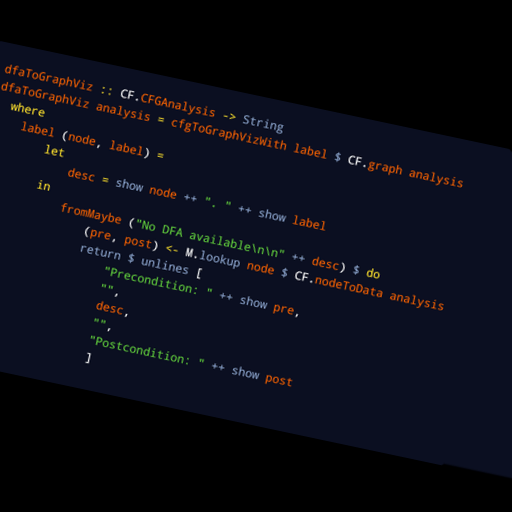 dfaToGraphViz :: CF.CFGAnalysis -> String
dfaToGraphViz analysis = cfgToGraphVizWith label $ CF.graph analysis
where
label (node, label) =
let
desc = show node ++ ". " ++ show label
in
fromMaybe ("No DFA available\n\n" ++ desc) $ do
(pre, post) <- M.lookup node $ CF.nodeToData analysis
return $ unlines [
"Precondition: " ++ show pre,
"",
desc,
"",
"Postcondition: " ++ show post
]